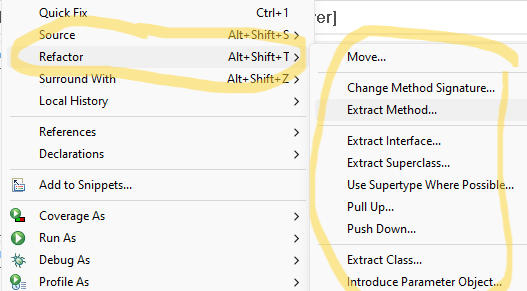 Quick Fix Ctrl+1
Source Alt+Shift+S
Refactor Alt+Shift+T
Surround With Alt+Shift+Z
Local History
References
Declarations
Add to Snippets...
Coverage As
Run As
Debug As
Profile As
Move...
Change Method Signature...
Extract Method...
Extract Interface...
Extract Superclass...
Use Supertype Where Possible...
Pull Up...
Push Down...
Extract Class...
Introduce Parameter Object...